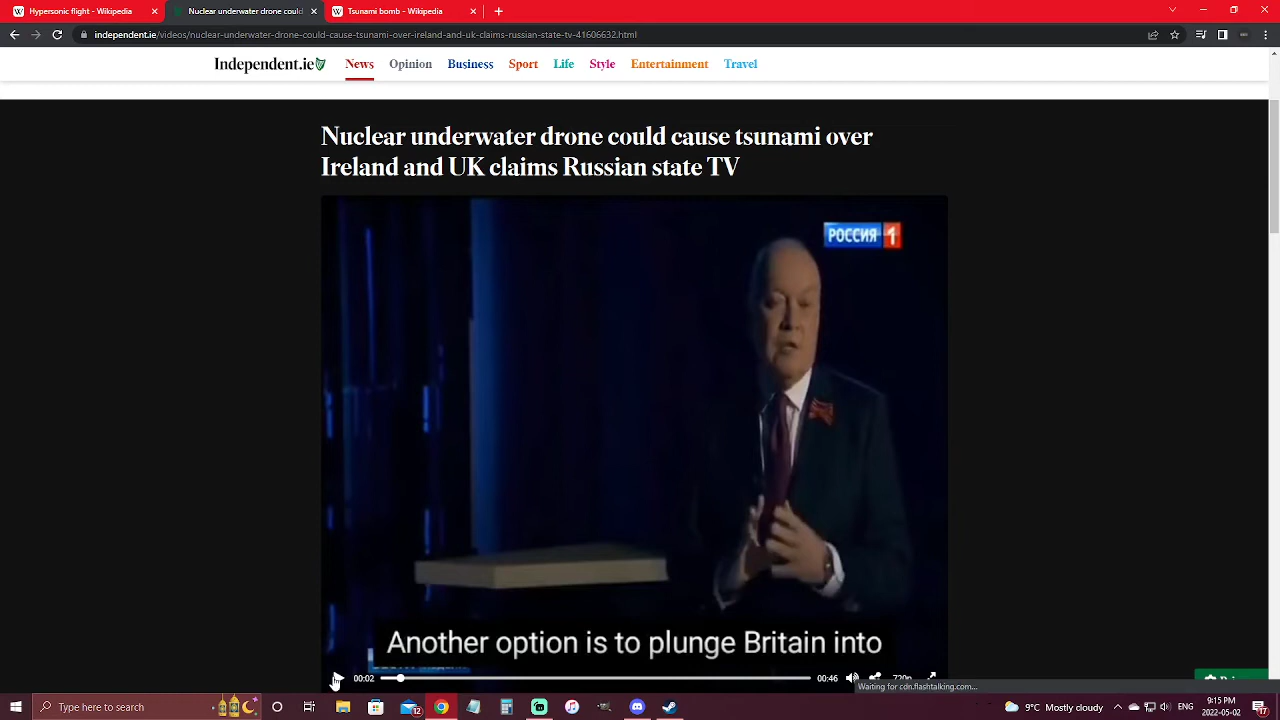 Hypersonic flight - Wikipedia
Nuclear underwater drone could
Tsunami bomb - Wikipedia
independent.ie/videos/nuclear-underwater-drone-could-cause-tsunami-over-ireland-and-uk-claims-russian-state-tv-41606632.html
Independent.ie
News Opinion Business Sport Life Style Entertainment Travel
Nuclear underwater drone could cause tsunami over
Ireland and UK claims Russian state TV
РОССИЯ 1
Another option is to plunge Britain into
00:02
00:46
720p
Waiting for cdn.flashtalking.com...
Type here to search
9°C Mostly cloudy
ENG
9:15 PM